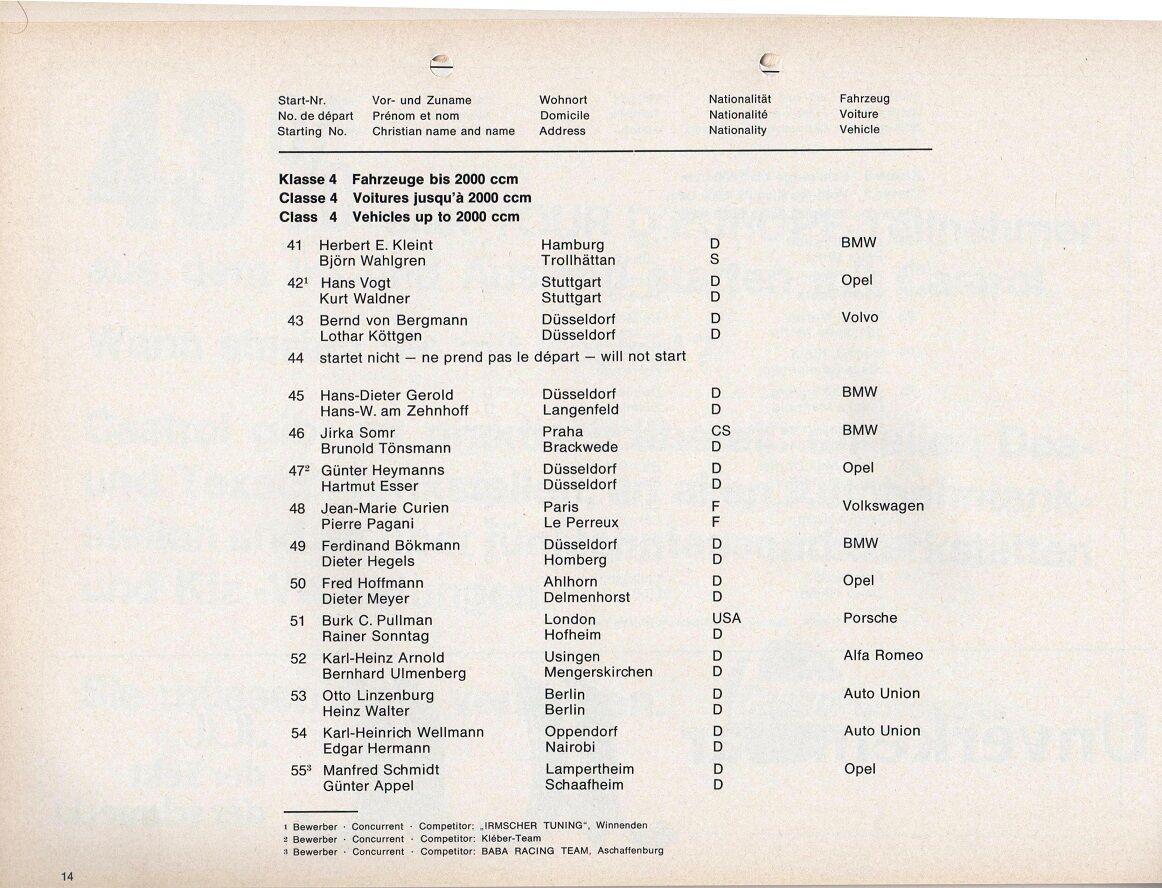 Start-Nr. Vor- und Zuname Wohnort Nationalität Fahrzeug
No. de départ Prénom et nom Domicile Nationalité Voiture
Starting No. Christian name and name Address Nationality Vehicle
Klasse 4 Fahrzeuge bis 2000 ccm
Classe 4 Voitures jusqu'à 2000 ccm
Class 4 Vehicles up to 2000 ccm
41 Herbert E. Kleint Hamburg D BMW
Björn Wahlgren Trollhättan S
42¹ Hans Vogt Stuttgart D Opel
Kurt Waldner Stuttgart D
43 Bernd von Bergmann Düsseldorf D Volvo
Lothar Köttgen Düsseldorf D
44 startet nicht — ne prend pas le départ — will not start
45 Hans-Dieter Gerold Düsseldorf D BMW
Hans-W. am Zehnhoff Langenfeld D
46 Jirka Somr Praha CS BMW
Brunold Tönsmann Brackwede D
47² Günter Heymanns Düsseldorf D Opel
Hartmut Esser Düsseldorf D
48 Jean-Marie Curien Paris F Volkswagen
Pierre Pagani Le Perreux F
49 Ferdinand Bökmann Düsseldorf D BMW
Dieter Hegels Homberg D
50 Fred Hoffmann Ahlhorn D Opel
Dieter Meyer Delmenhorst D
51 Burk C. Pullman London USA Porsche
Rainer Sonntag Hofheim D
52 Karl-Heinz Arnold Usingen D Alfa Romeo
Bernhard Ulmenberg Mengerskirchen D
53 Otto Linzenburg Berlin D Auto Union
Heinz Walter Berlin D
54 Karl-Heinrich Wellmann Oppendorf D Auto Union
Edgar Hermann Nairobi D
55³ Manfred Schmidt Lampertheim D Opel
Günter Appel Schaafheim D
1 Bewerber · Concurrent · Competitor: „IRMSCHER TUNING", Winnenden
2 Bewerber · Concurrent · Competitor: Kléber-Team
3 Bewerber · Concurrent · Competitor: BABA RACING TEAM, Aschaffenburg
14